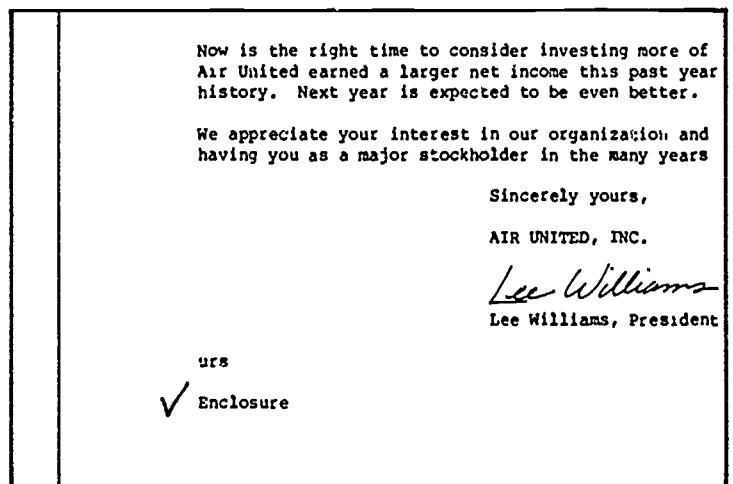 Now is the right time to consider investing more of
Air United earned a larger net income this past year
history. Next year is expected to be even better.
We appreciate your interest in our organization and
having you as a major stockholder in the many years
Sincerely yours,
AIR UNITED, INC.
Lee Williams
Lee Williams, President
urs
✓ Enclosure